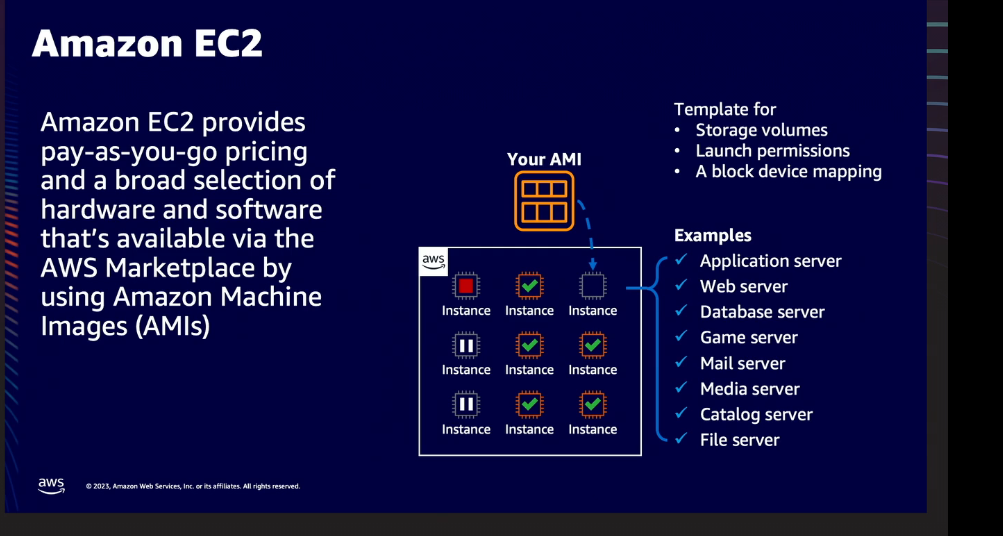 Amazon EC2
Amazon EC2 provides
pay-as-you-go pricing
and a broad selection of
hardware and software
that's available via the
AWS Marketplace by
using Amazon Machine
Images (AMIs)
Your AMI
aws
Instance Instance Instance
Instance Instance Instance
Instance Instance Instance
Template for
• Storage volumes
• Launch permissions
• A block device mapping
Examples
✓ Application server
✓ Web server
✓ Database server
✓ Game server
✓ Mail server
✓ Media server
✓ Catalog server
✓ File server
aws
© 2023, Amazon Web Services, Inc. or its affiliates. All rights reserved.